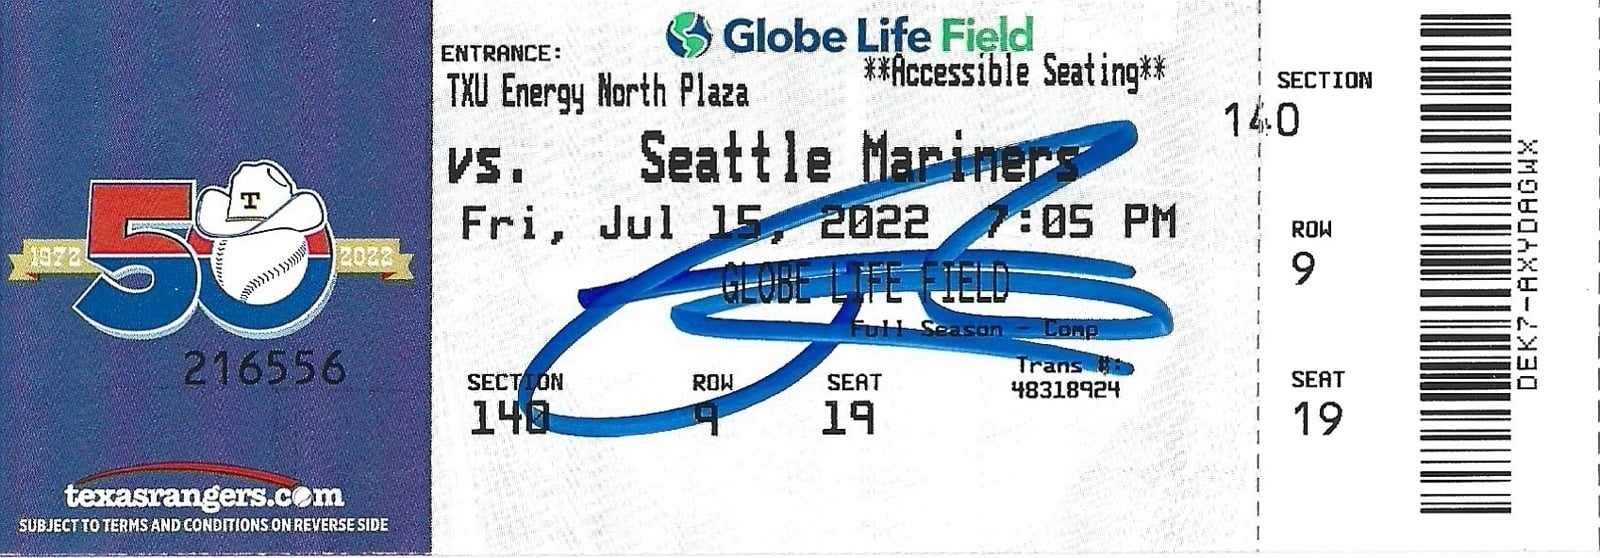 1972 50 2022
T
216556
texasrangers.com
SUBJECT TO TERMS AND CONDITIONS ON REVERSE SIDE
Globe Life Field
ENTRANCE:
**Accessible Seating**
TXU Energy North Plaza
vs. Seattle Mariners
Fri, Jul 15, 2022 7:05 PM
GLOBE LIFE FIELD
Full Season - Comp
Trans #:
48318924
SECTION ROW SEAT
140 9 19
SECTION
140
ROW
9
SEAT
19
DEK7-AXYDAGWX